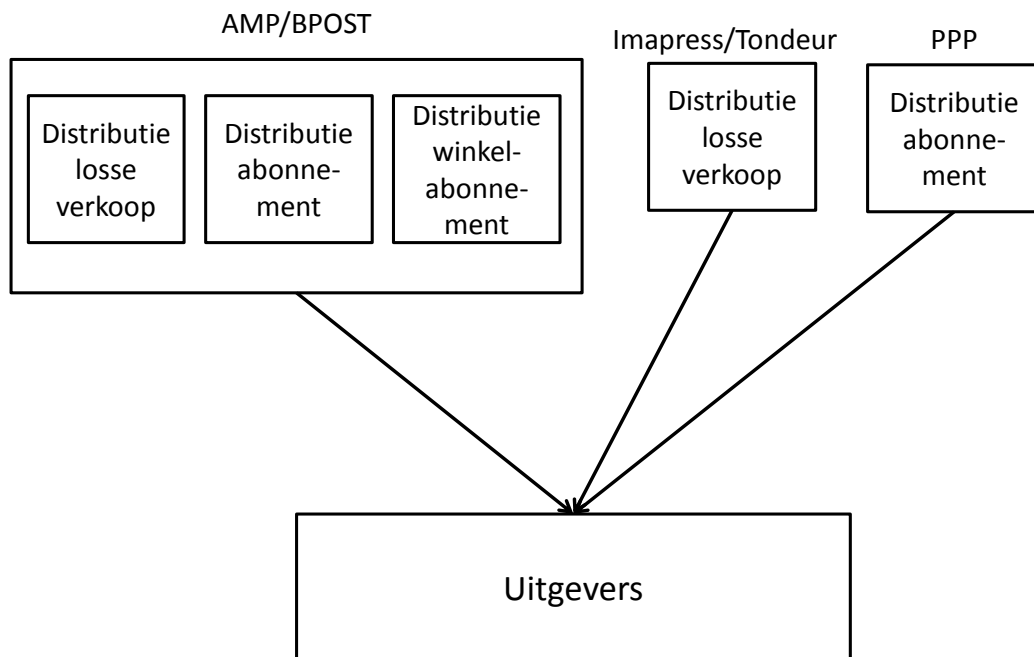 AMP/BPOST
Imapress/Tondeur
PPP
Distributie
losse
verkoop
Distributie
abonne-
ment
Distributie
winkel-
abonne-
ment
Distributie
losse
verkoop
Distributie
abonne-
ment
Uitgevers